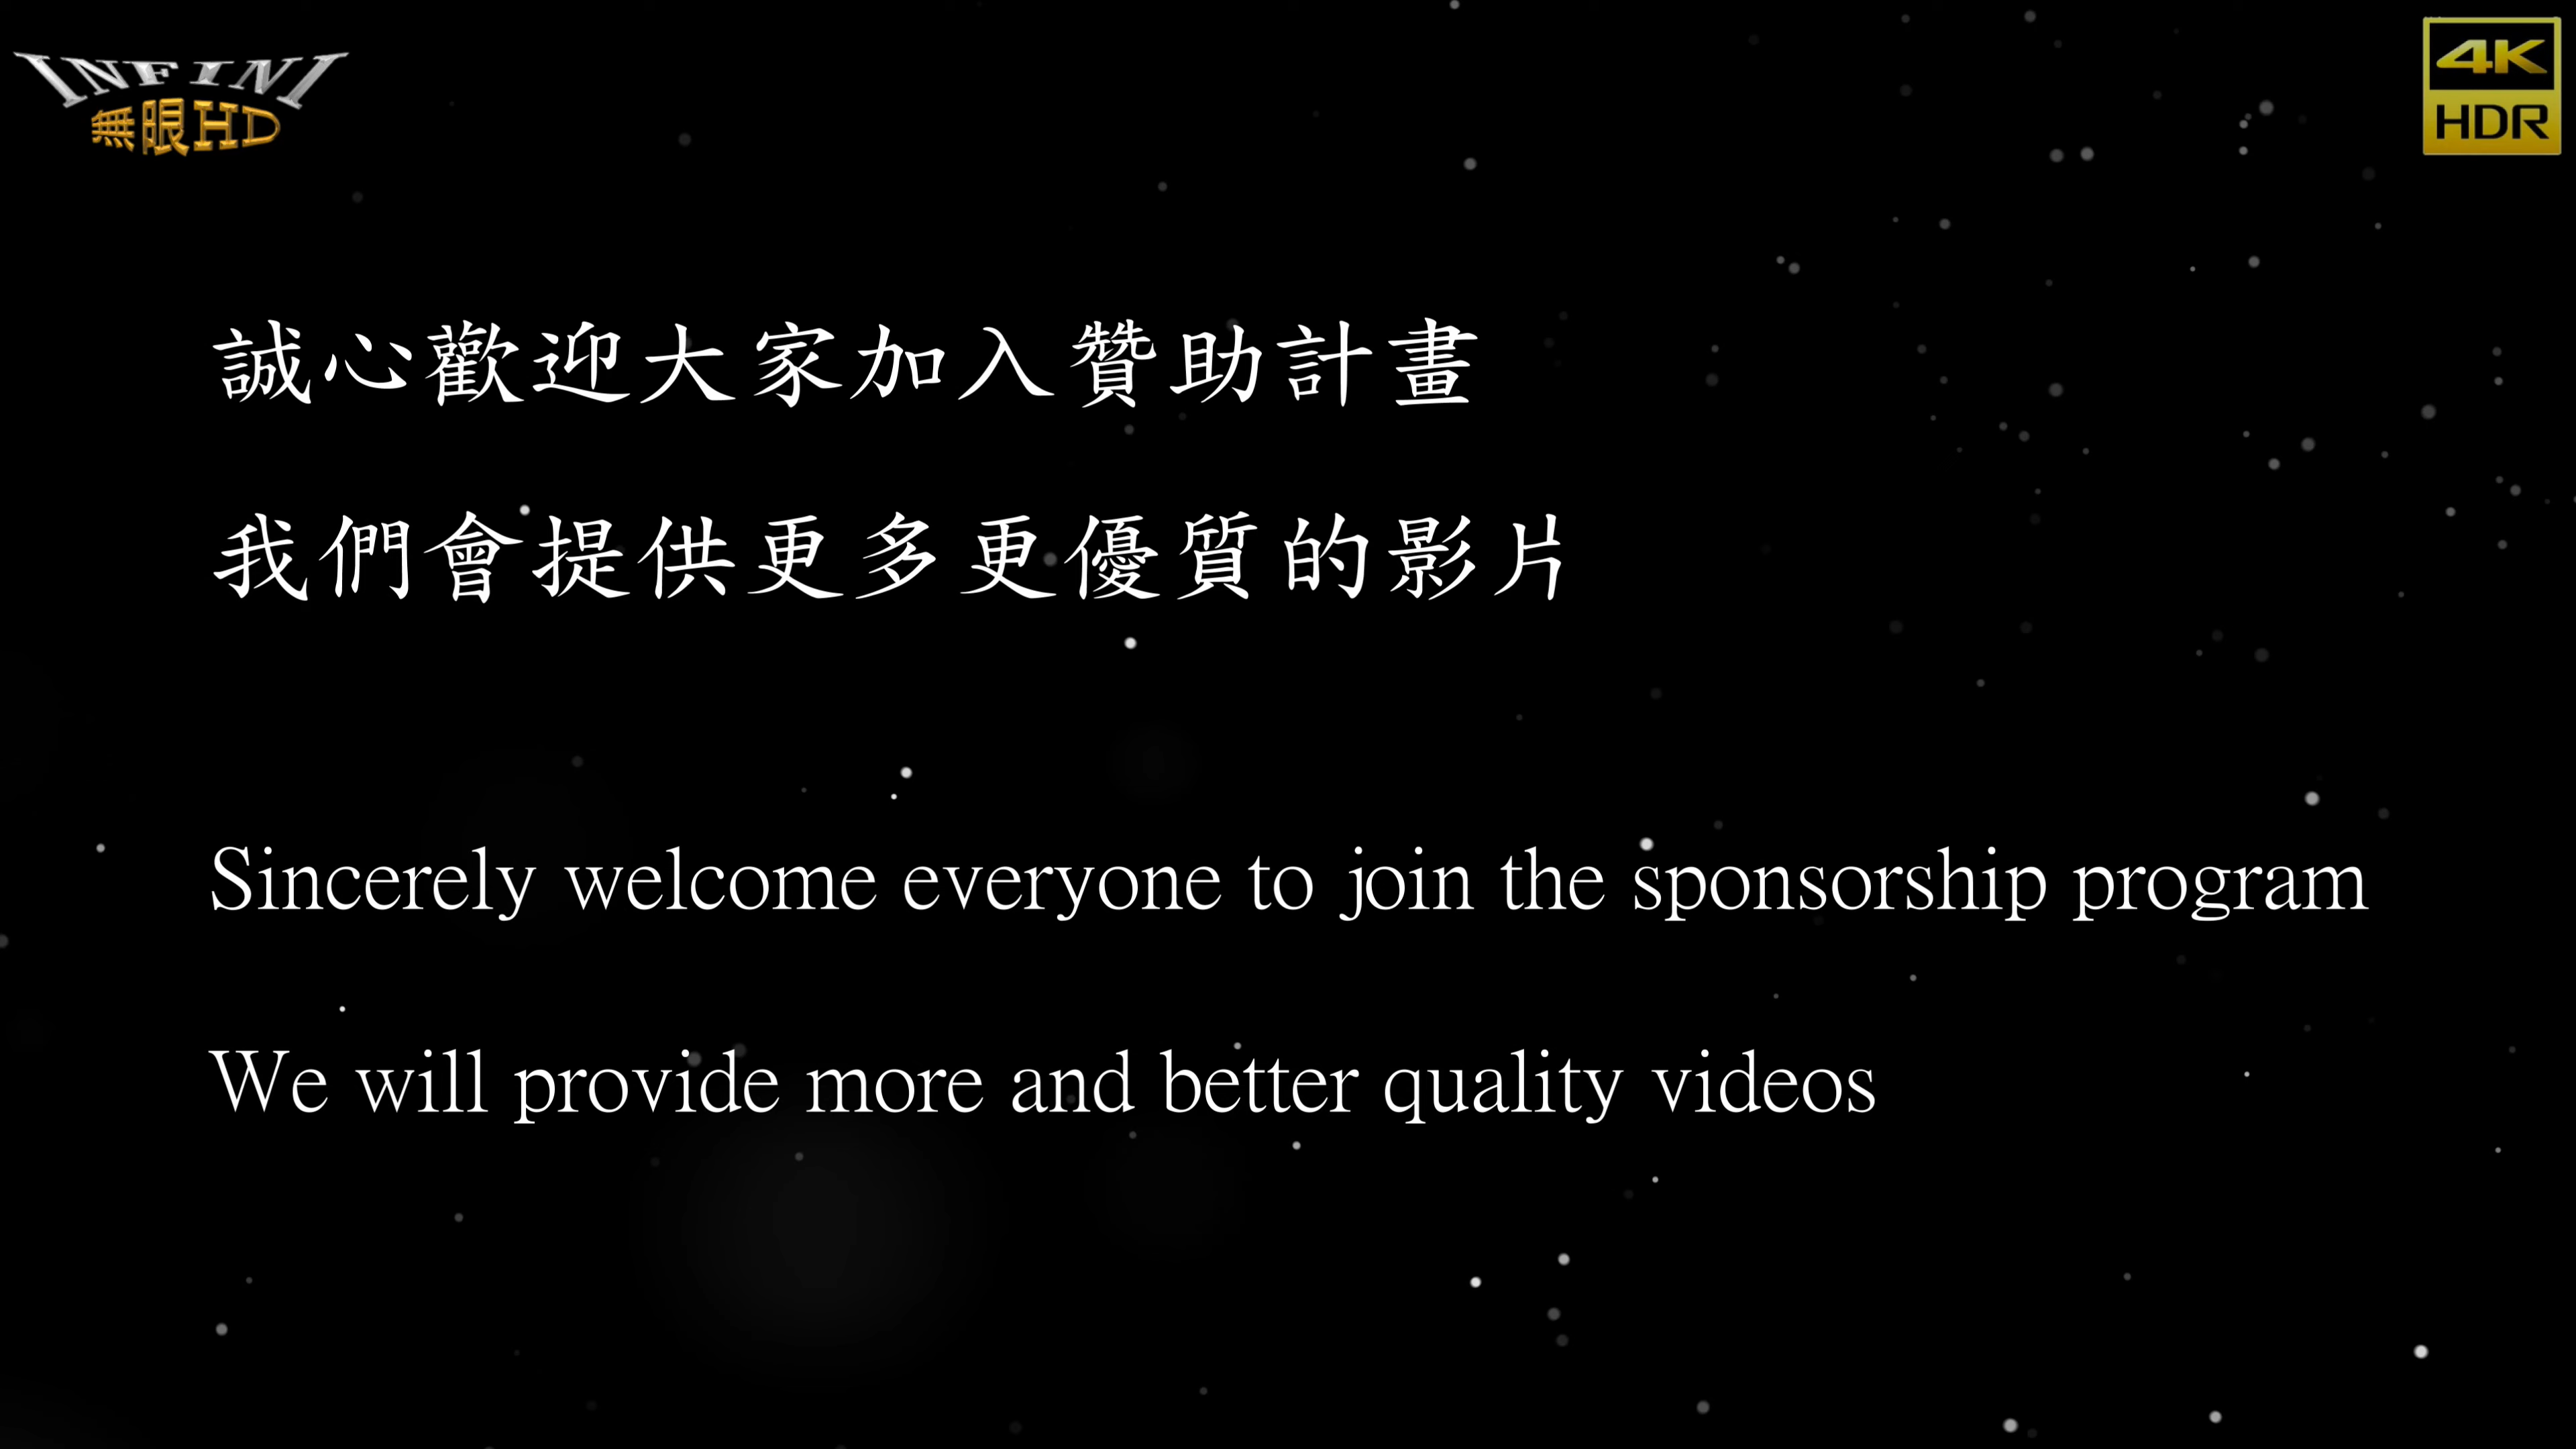 INFINI
無限HD
4K
HDR
誠心歡迎大家加入贊助計畫
我們會提供更多更優質的影片
Sincerely welcome everyone to join the sponsorship program
We will provide more and better quality videos